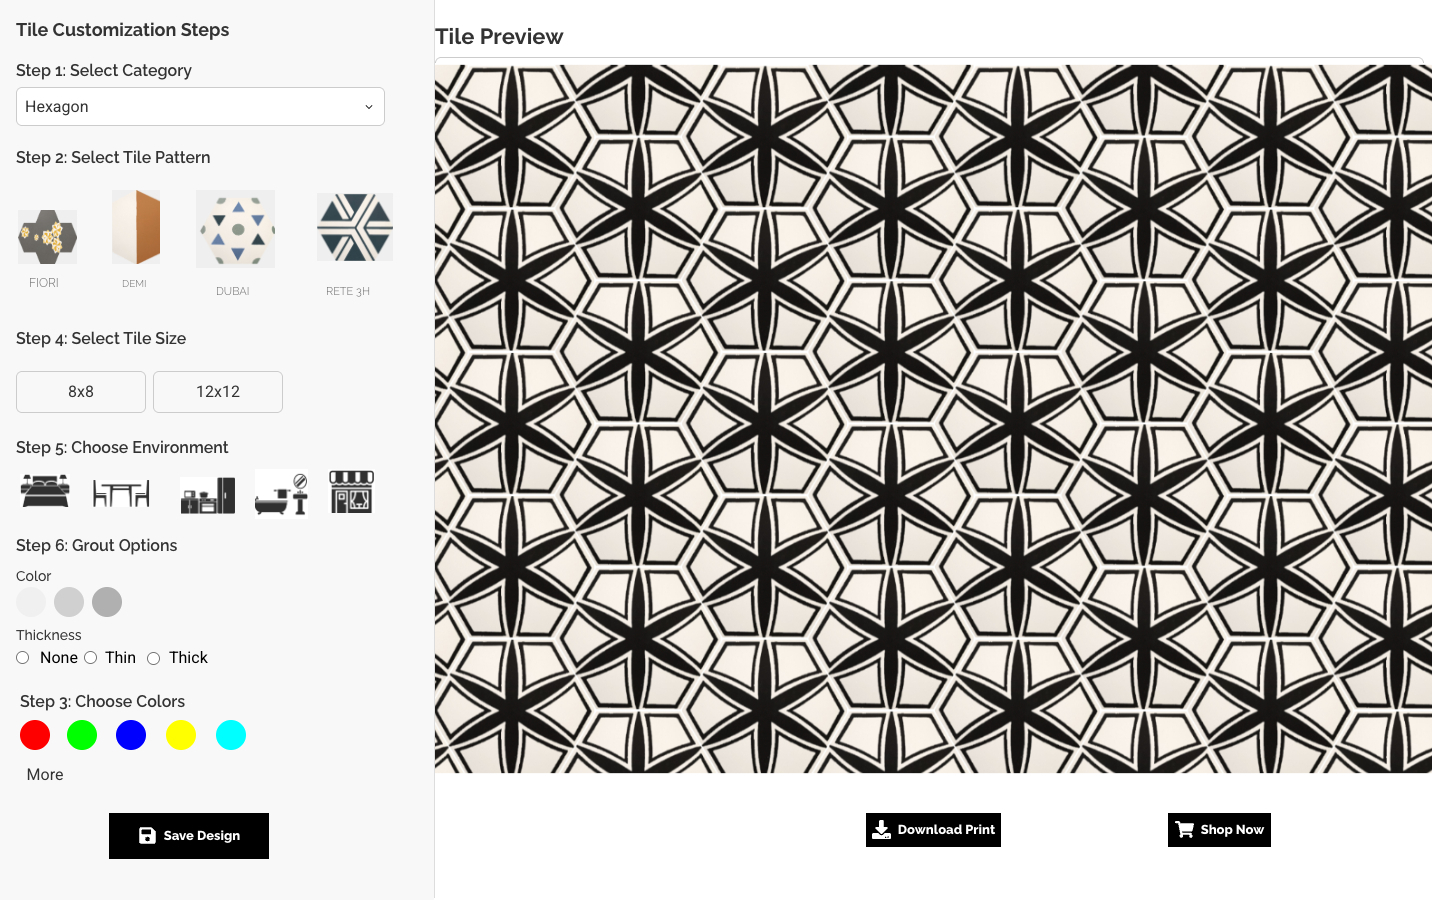 Tile Customization Steps
Step 1: Select Category
Hexagon
Step 2: Select Tile Pattern
FIORI
DEMI
DUBAI
RETE 3H
Step 4: Select Tile Size
8x8
12x12
Step 5: Choose Environment
Step 6: Grout Options
Color
Thickness
None
Thin
Thick
Step 3: Choose Colors
More
Save Design
Tile Preview
Download Print
Shop Now